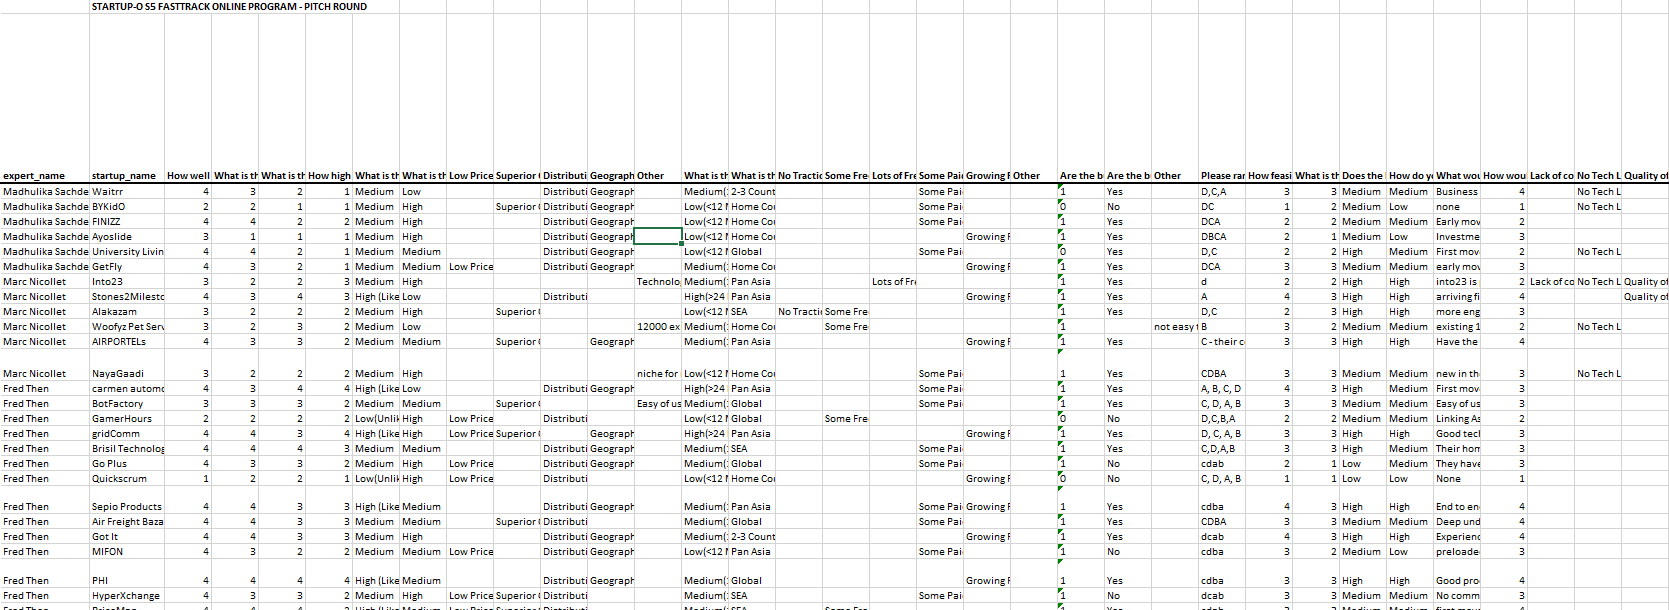 STARTUP-O S5 FASTTRACK ONLINE PROGRAM - PITCH ROUND
expert_name startup_name How well What is th What is th How high What is th What is th Low Price Superior Distributi Geograph Other What is th What is th No Tractic Some Fre Lots of Fre Some Pai Growing F Other Are the b Are the b Other Please ran How feasi What is th Does the How do yo What wou How wou Lack of co No Tech L Quality of
Madhulika Sachde Waitrr 4 3 2 1 Medium Low Distributi Geograph Medium(: 2-3 Count Some Pai 1 Yes D,C,A 3 3 Medium Medium Business 4 No Tech L
Madhulika Sachde BYKidO 2 2 1 1 Medium High Superior ( Distributi Geograph Low(<12 M Home Cou Some Pai 0 No DC 1 2 Medium Low none 1 No Tech L
Madhulika Sachde FINIZZ 4 4 2 2 Medium High Distributi Geograph Low(<12 M Home Cou Some Pai 1 Yes DCA 2 2 Medium Medium Early mov 2
Madhulika Sachde Ayoslide 3 1 1 1 Medium High Distributi Geograph Low(<12 M Home Cou Growing F 1 Yes DBCA 2 1 Medium Low Investme 3
Madhulika Sachde University Livin 4 4 2 1 Medium Medium Distributi Geograph Low(<12 M Global Some Pai 0 Yes D,C 2 2 High Medium First mov 2 No Tech L
Madhulika Sachde GetFly 4 3 2 1 Medium Medium Low Price Distributi Geograph Medium(: Home Cou Growing F 1 Yes DCA 3 3 Medium Medium early mov 3
Marc Nicollet Into23 3 2 2 3 Medium High Technolo Medium(: Pan Asia Lots of Fre 1 Yes d 2 2 High High into23 is 2 Lack of co No Tech L Quality of
Marc Nicollet Stones2Milesto 4 3 4 3 High (Like Low Distributi High(>24 Pan Asia Growing F 1 Yes A 4 3 High High arriving fi 4 Quality of
Marc Nicollet Alakazam 3 2 2 2 Medium High Superior ( Low(<12 M SEA No Tractic Some Fre 1 Yes D,C 2 3 High High more eng 3
Marc Nicollet Woofyz Pet Serv 3 2 3 2 Medium Low 12000 ex Medium(: Home Cou Some Fre 1 not easy t B 3 2 Medium Medium existing 1 2 No Tech L
Marc Nicollet AIRPORTELs 4 3 3 2 Medium Medium Superior ( Geograph Medium(: Pan Asia Growing F 1 Yes C - their c 3 3 High High Have the 4
Marc Nicollet NayaGaadi 3 2 2 2 Medium High niche for Low(<12 M Home Cou Some Pai 1 Yes CDBA 3 3 Medium Medium new in th 3 No Tech L
Fred Then carmen automo 4 3 4 4 High (Like Low Distributi Geograph High(>24 Pan Asia Some Pai 1 Yes A, B, C, D 4 3 High Medium First mov 3
Fred Then BotFactory 3 3 3 2 Medium Medium Superior ( Easy of us Medium(: Global Some Pai 1 Yes C, D, A, B 3 3 Medium Medium Easy of us 3
Fred Then GamerHours 2 2 2 2 Low(Unlik High Low Price Distributi Low(<12 M Global Some Fre 0 No D,C,B,A 2 2 Medium Medium Linking As 2
Fred Then gridComm 4 4 3 4 High (Like High Low Price Superior ( Geograph High(>24 Pan Asia Growing F 1 Yes D, C, A, B 3 3 High High Good tecl 3
Fred Then Brisil Technolog 4 4 4 3 Medium Medium Distributi Geograph Medium(: SEA Some Pai 1 Yes C,D,A,B 3 3 High Medium Their hom 3
Fred Then Go Plus 4 3 3 2 Medium High Low Price Distributi Geograph Medium(: Global Some Pai 1 No cdab 2 1 Low Medium They have 3
Fred Then Quickscrum 1 2 2 1 Low(Unlik High Low Price Distributi Low(<12 M Home Cou Growing F 0 No C, D, A, B 1 1 Low Low None 1
Fred Then Sepio Products 4 4 3 3 High (Like Medium Distributi Geograph Medium(: Pan Asia Some Pai Growing F 1 Yes cdba 4 3 High High End to en 4
Fred Then Air Freight Baza 4 4 3 3 Medium Medium Superior ( Distributi Medium(: Global Some Pai 1 Yes CDBA 3 3 Medium Medium Deep und 4
Fred Then Got It 4 3 3 3 Medium High Distributi Geograph Medium(: 2-3 Count Growing F 1 Yes dcab 4 3 High High Experienc 4
Fred Then MIFON 4 3 2 2 Medium Medium Low Price Distributi Geograph Low(<12 M Pan Asia Some Pai 1 No cdba 3 2 Medium Low preloade 3
Fred Then PHI 4 4 4 4 High (Like Medium Distributi Geograph Medium(: Global Growing F 1 Yes cdba 3 3 High High Good pro 4
Fred Then HyperXchange 4 3 3 2 Medium High Low Price Superior ( Distributi Geograph Medium(: SEA Some Pai 1 No dcab 3 3 Medium Medium No comm 3